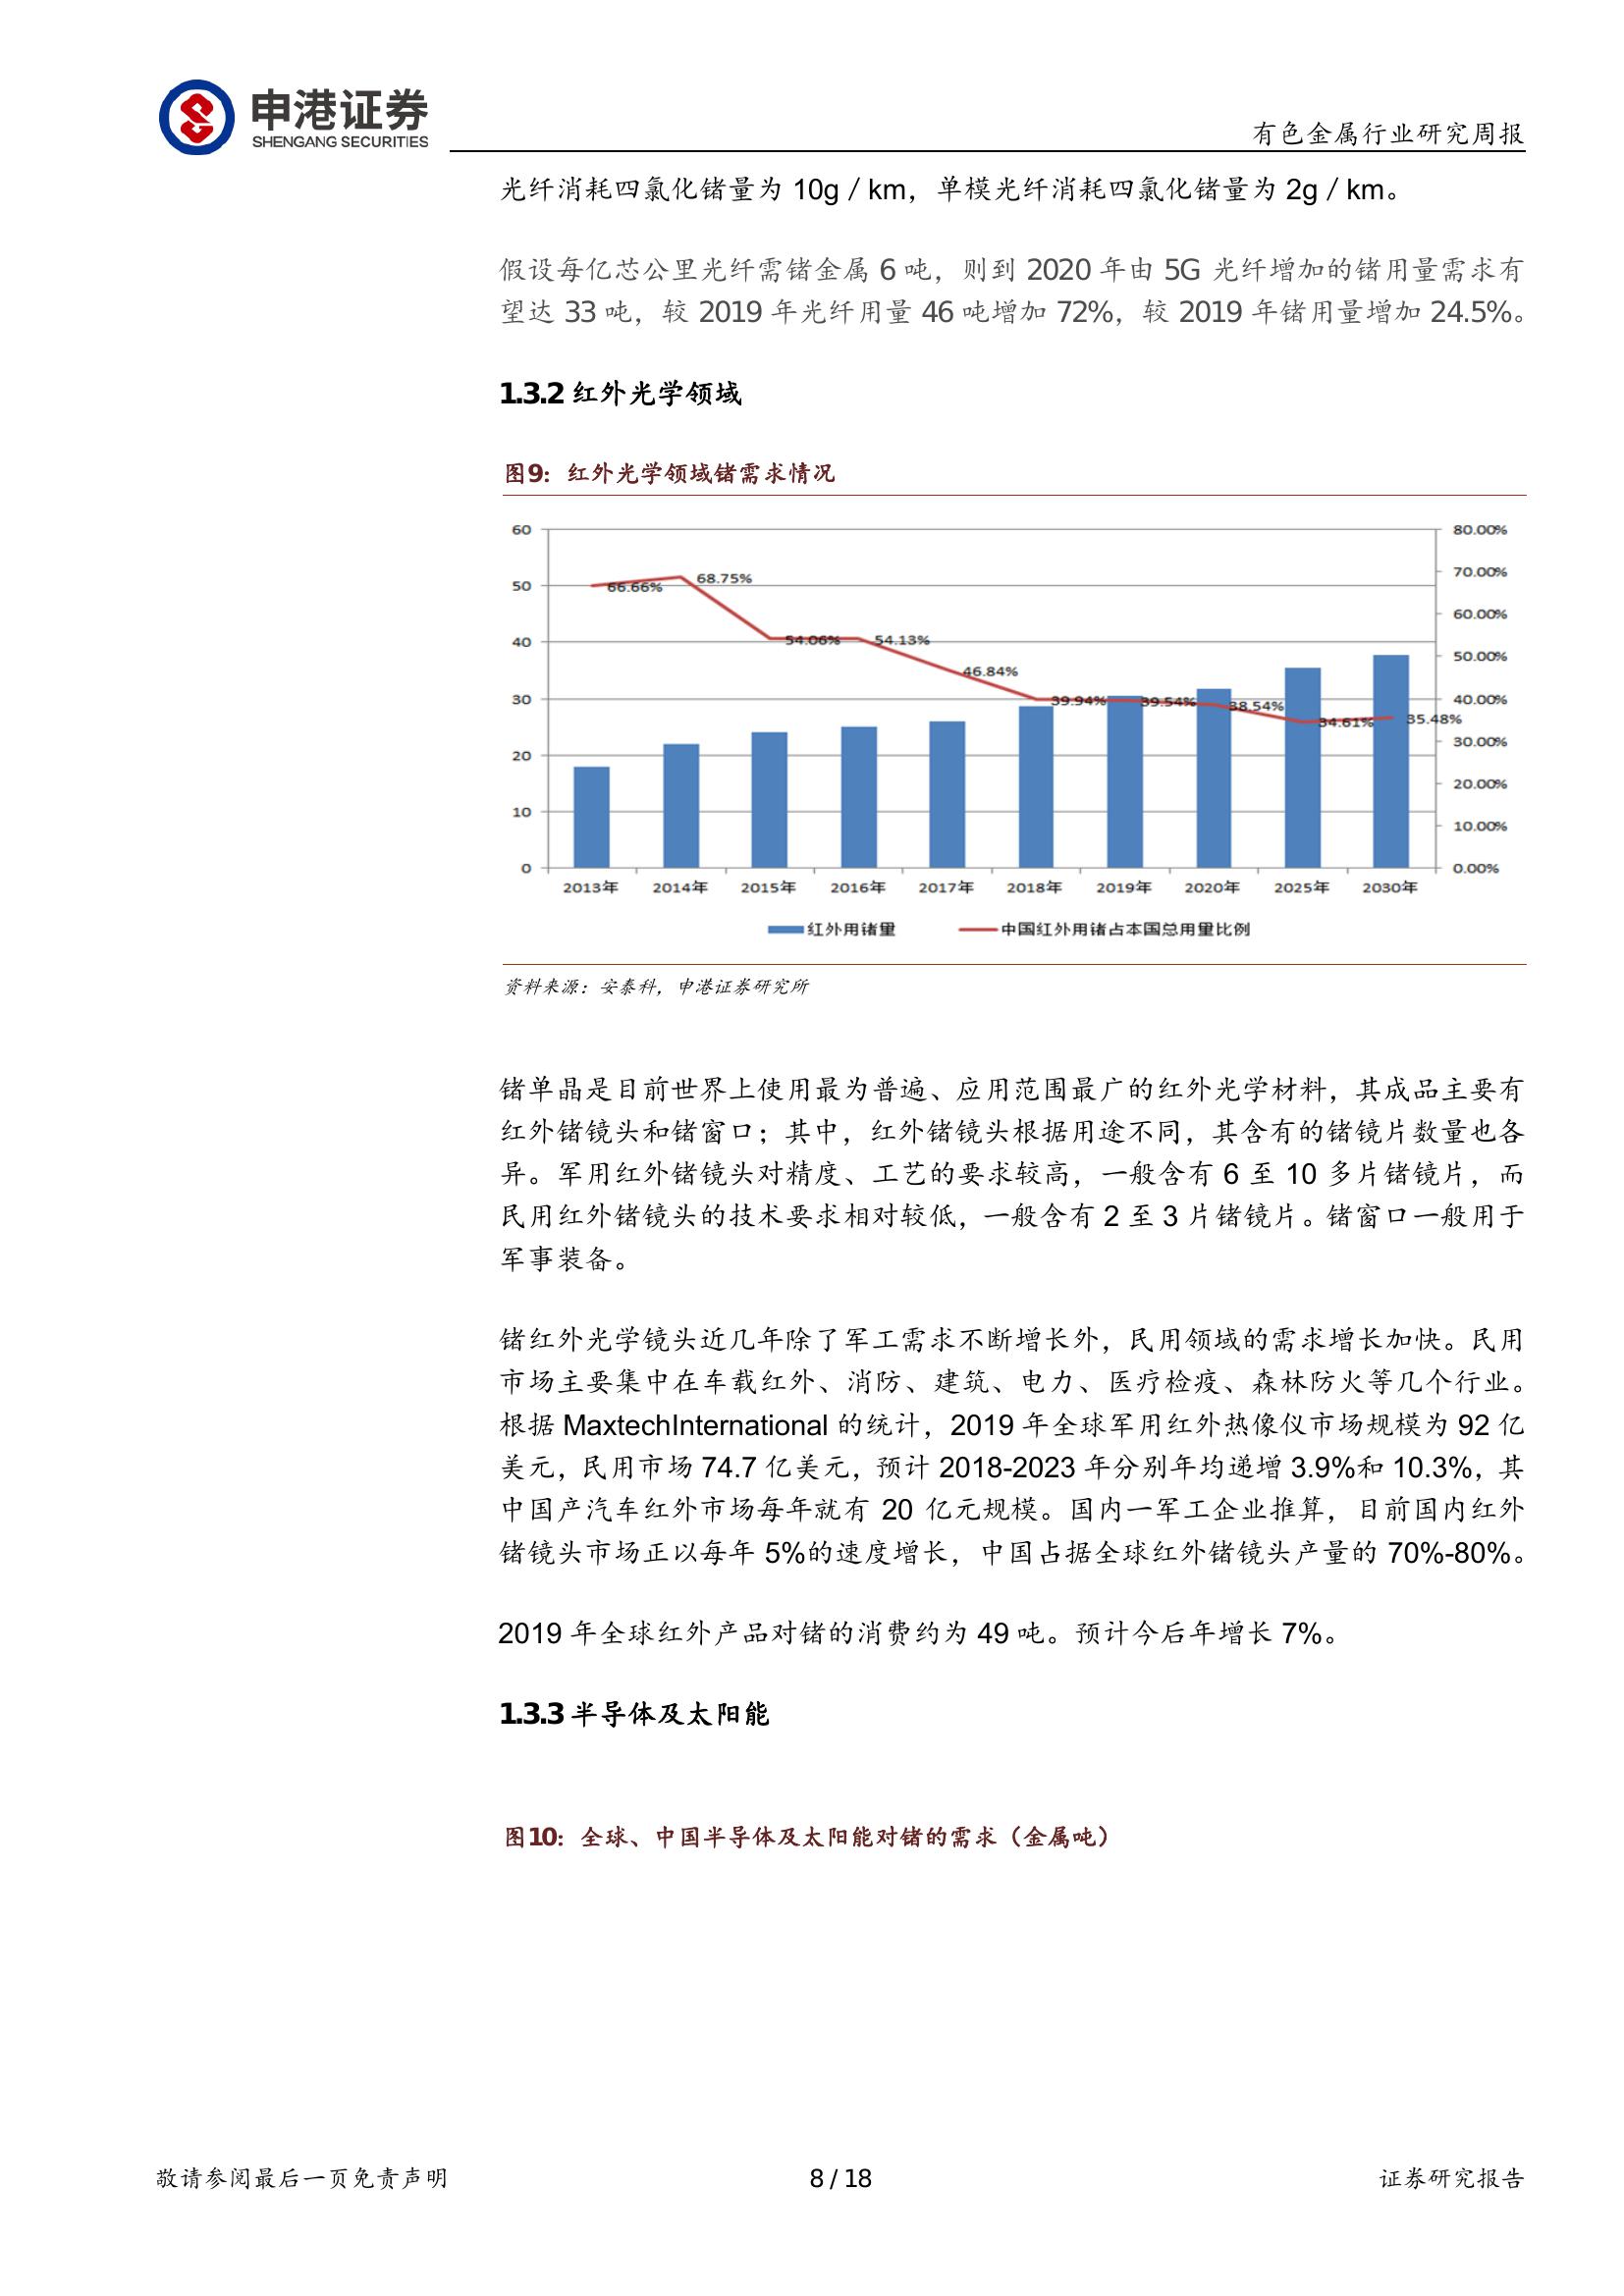 申港证券
SHENGANG SECURITIES
有色金属行业研究周报
光纤消耗四氯化锗量为 10g / km，单模光纤消耗四氯化锗量为 2g / km。
假设每亿芯公里光纤需锗金属 6 吨，则到 2020 年由 5G 光纤增加的锗用量需求有
望达 33 吨，较 2019 年光纤用量 46 吨增加 72%，较 2019 年锗用量增加 24.5%。
1.3.2 红外光学领域
图9：红外光学领域锗需求情况
60
50
40
30
20
10
0
80.00%
70.00%
60.00%
50.00%
40.00%
30.00%
20.00%
10.00%
0.00%
66.66%
68.75%
54.06%
54.13%
46.84%
39.94%
39.54%
38.54%
34.61%
35.48%
2013年 2014年 2015年 2016年 2017年 2018年 2019年 2020年 2025年 2030年
红外用锗量 中国红外用锗占本国总用量比例
资料来源：安泰科，申港证券研究所
锗单晶是目前世界上使用最为普遍、应用范围最广的红外光学材料，其成品主要有
红外锗镜头和锗窗口；其中，红外锗镜头根据用途不同，其含有的锗镜片数量也各
异。军用红外锗镜头对精度、工艺的要求较高，一般含有 6 至 10 多片锗镜片，而
民用红外锗镜头的技术要求相对较低，一般含有 2 至 3 片锗镜片。锗窗口一般用于
军事装备。
锗红外光学镜头近几年除了军工需求不断增长外，民用领域的需求增长加快。民用
市场主要集中在车载红外、消防、建筑、电力、医疗检疫、森林防火等几个行业。
根据 MaxtechInternational 的统计，2019 年全球军用红外热像仪市场规模为 92 亿
美元，民用市场 74.7 亿美元，预计 2018-2023 年分别年均递增 3.9%和 10.3%，其
中国产汽车红外市场每年就有 20 亿元规模。国内一军工企业推算，目前国内红外
锗镜头市场正以每年 5%的速度增长，中国占据全球红外锗镜头产量的 70%-80%。
2019 年全球红外产品对锗的消费约为 49 吨。预计今后年增长 7%。
1.3.3 半导体及太阳能
图10：全球、中国半导体及太阳能对锗的需求（金属吨）
敬请参阅最后一页免责声明
8 / 18
证券研究报告